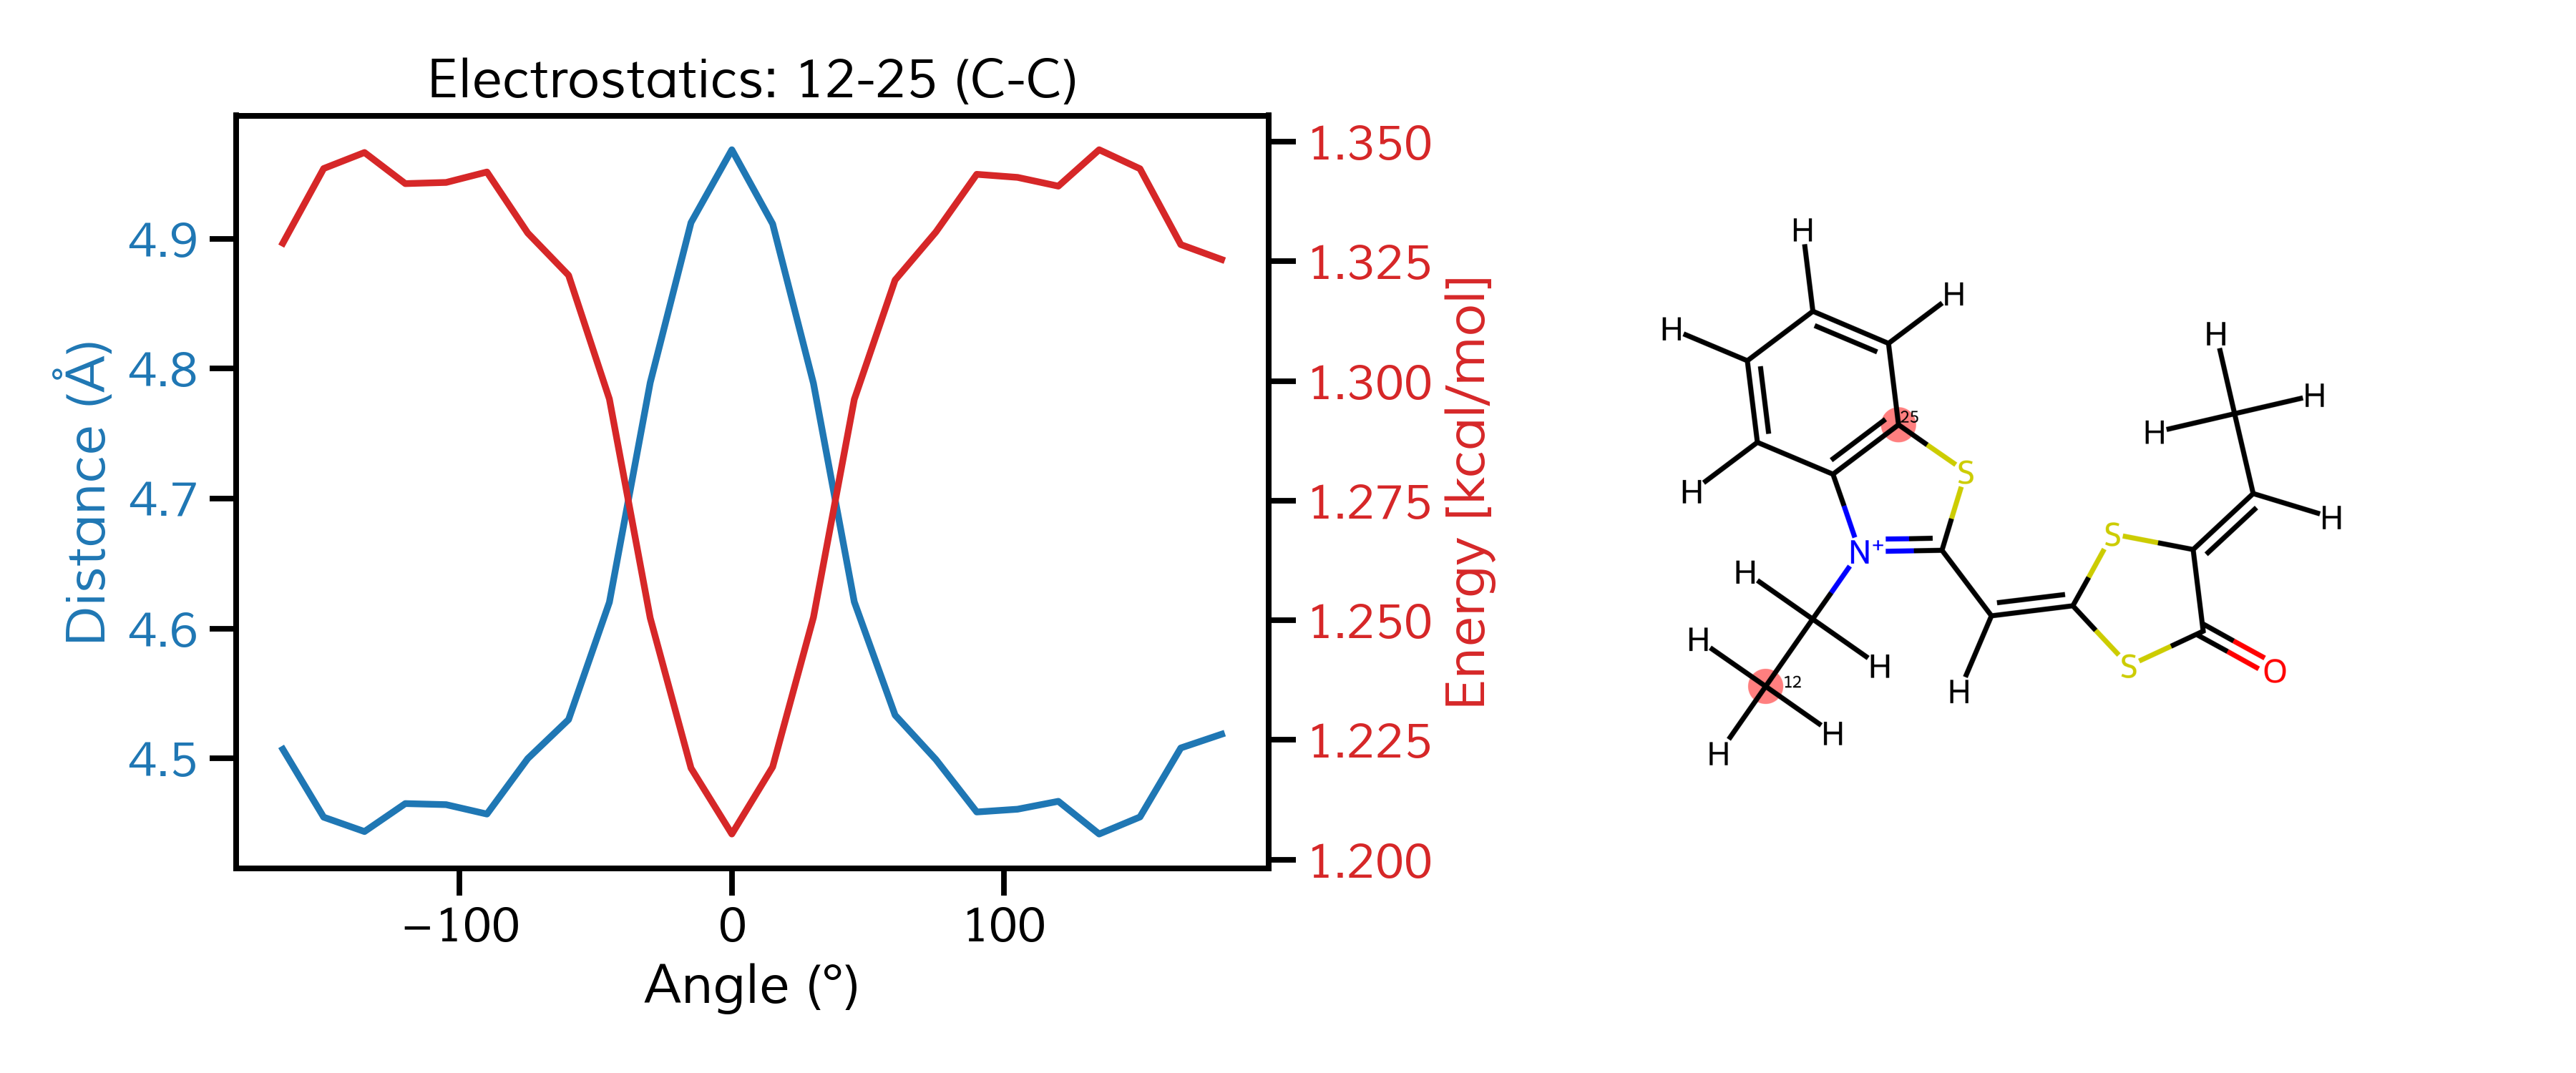 Electrostatics: 12-25 (C-C)
Distance (Å)
4.9
4.8
4.7
4.6
4.5
−100
0
100
Angle (°)
1.350
1.325
1.300
1.275
1.250
1.225
1.200
Energy [kcal/mol]
H
H
H
H
H
H
H
25
S
H
H
S
N+
H
H
H
S
O
12
H
H
H